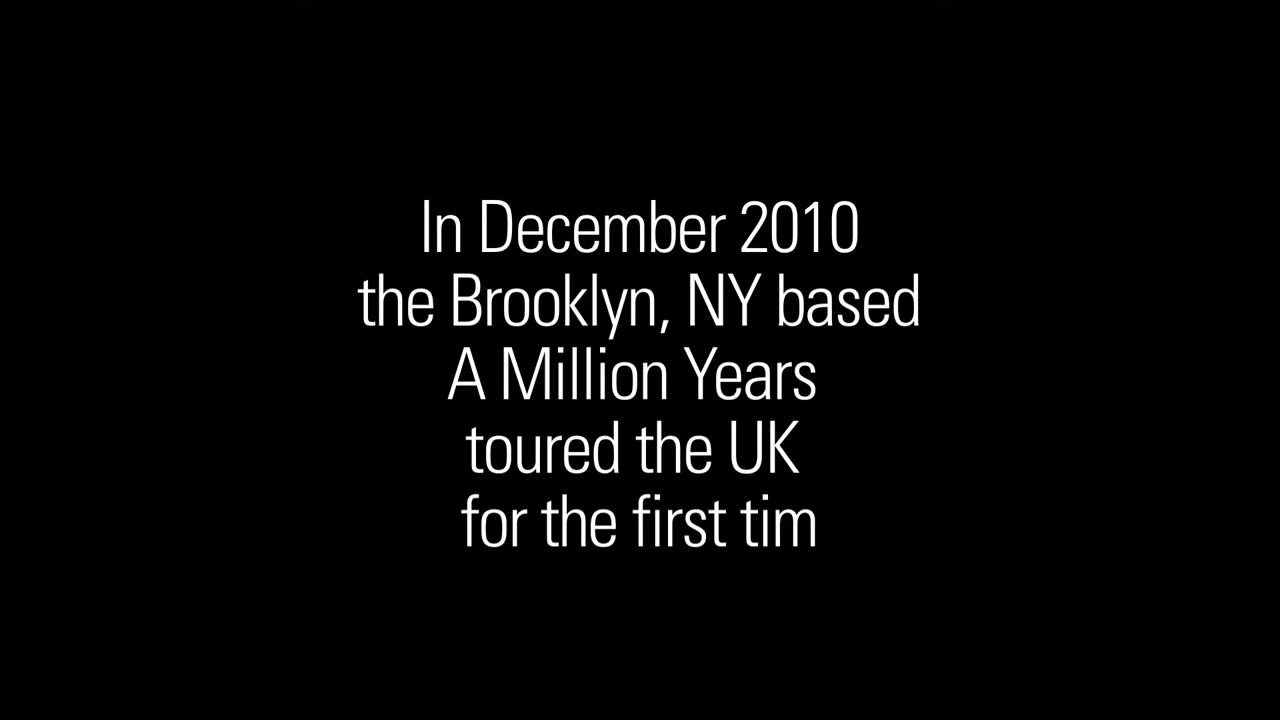 In December 2010
the Brooklyn, NY based
A Million Years
toured the UK
for the first tim